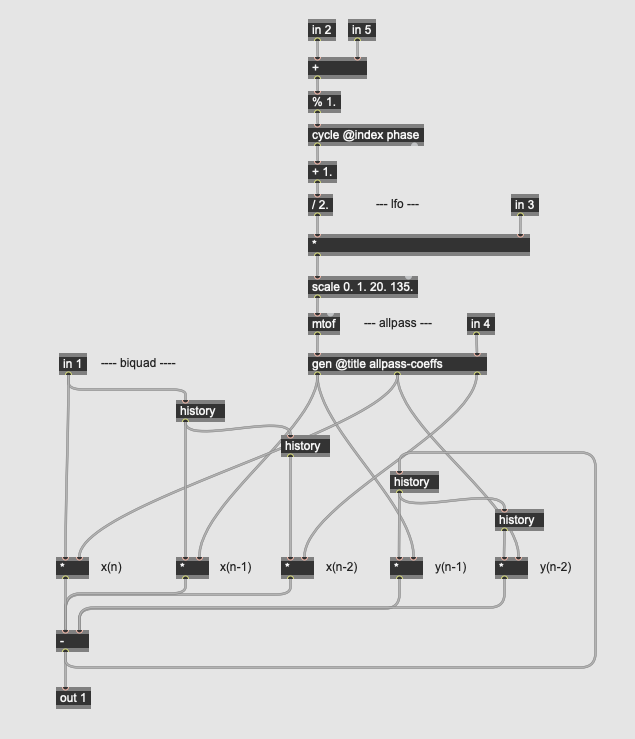 in 2 in 5
+
% 1.
cycle @index phase
+ 1.
/ 2. --- lfo --- in 3
*
scale 0. 1. 20. 135.
mtof --- allpass --- in 4
in 1 ---- biquad ---- gen @title allpass-coeffs
history
history
history
history
* x(n) * x(n-1) * x(n-2) * y(n-1) * y(n-2)
-
out 1